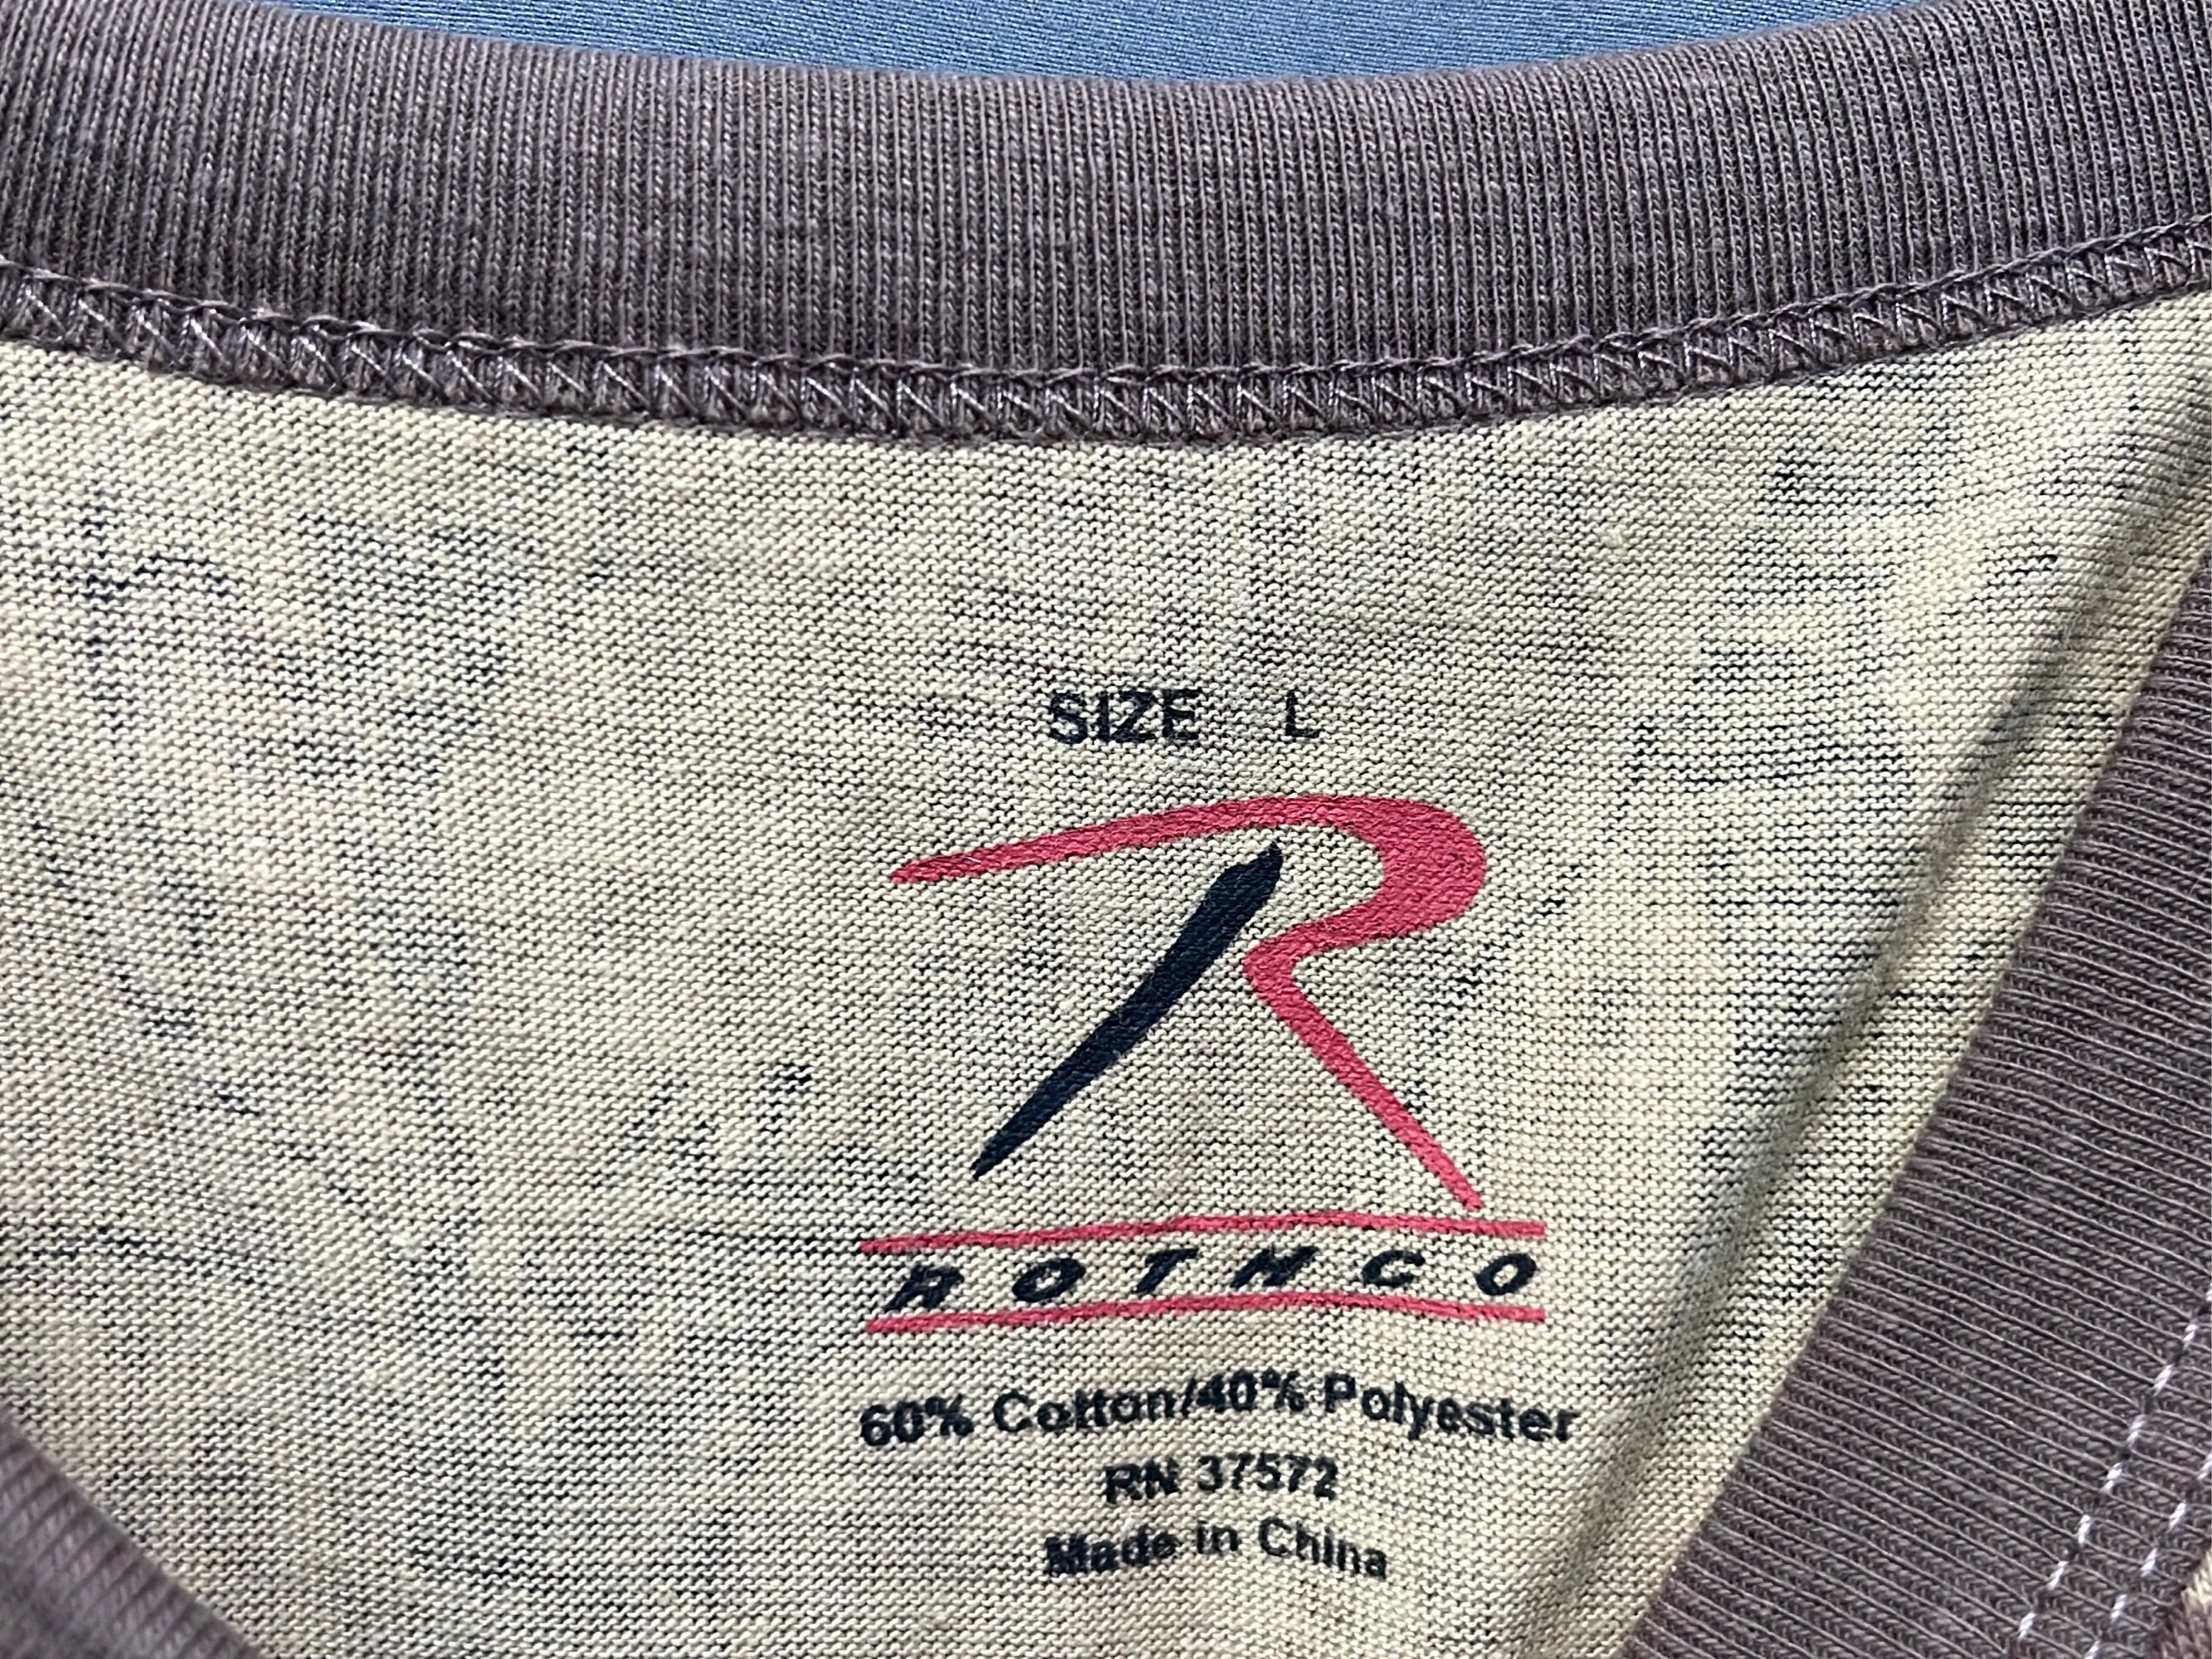 SIZE L
R
ROTHCO
60% Cotton/40% Polyester
RN 37572
Made in China